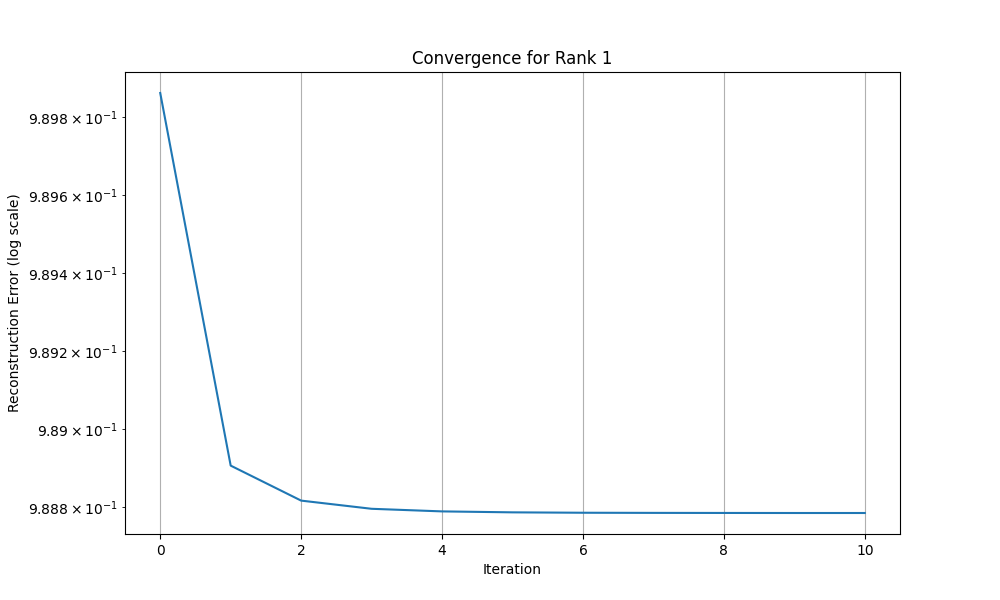 Convergence for Rank 1
Reconstruction Error (log scale)
9.898 × 10⁻¹
9.896 × 10⁻¹
9.894 × 10⁻¹
9.892 × 10⁻¹
9.89 × 10⁻¹
9.888 × 10⁻¹
0 2 4 6 8 10
Iteration